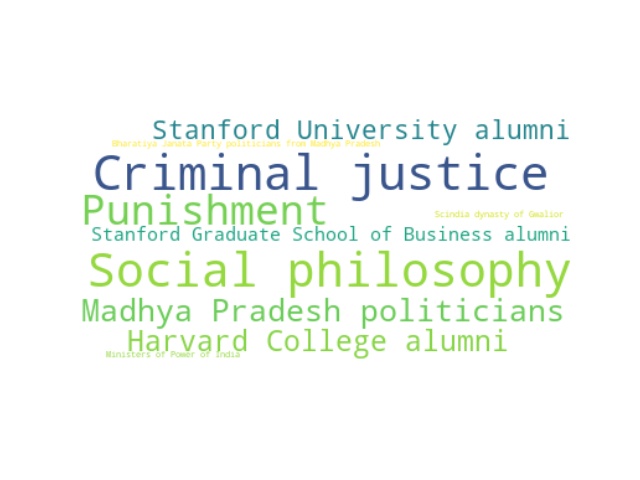 Stanford University alumni
Bharatiya Janata Party politicians from Madhya Pradesh
Criminal justice
Punishment
Scindia dynasty of Gwalior
Stanford Graduate School of Business alumni
Social philosophy
Madhya Pradesh politicians
Harvard College alumni
Ministers of Power of India